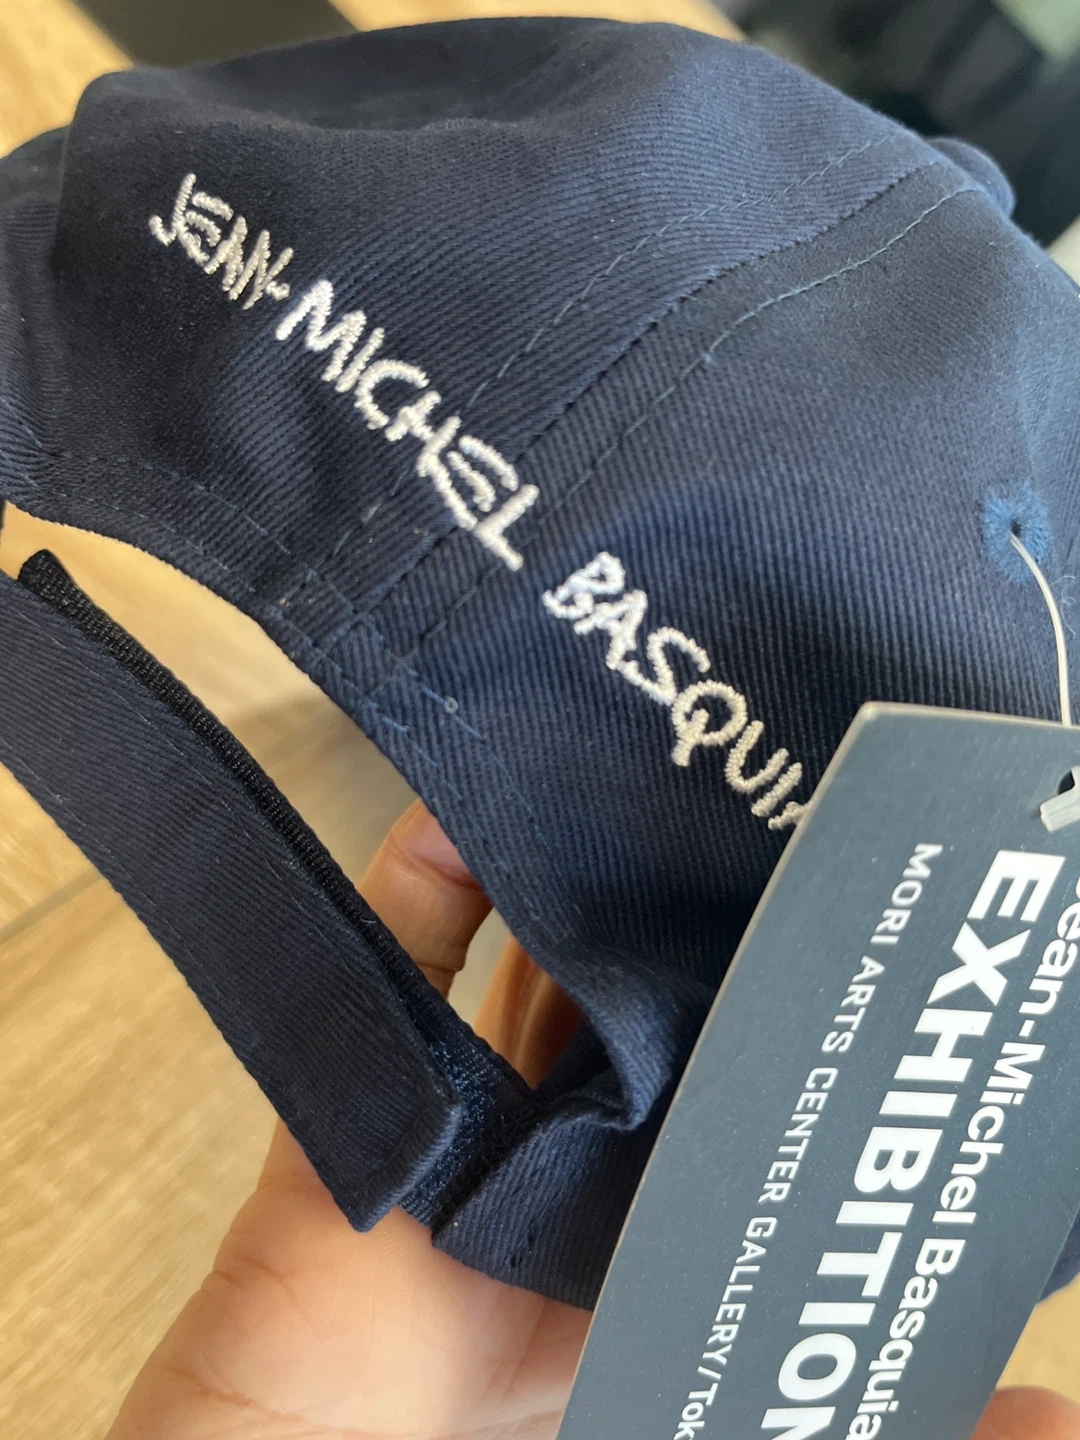 JEAN-MICHEL BASQUIA
ean-Michel Basquia
EXHIBITION
MORI ARTS CENTER GALLERY/Tok